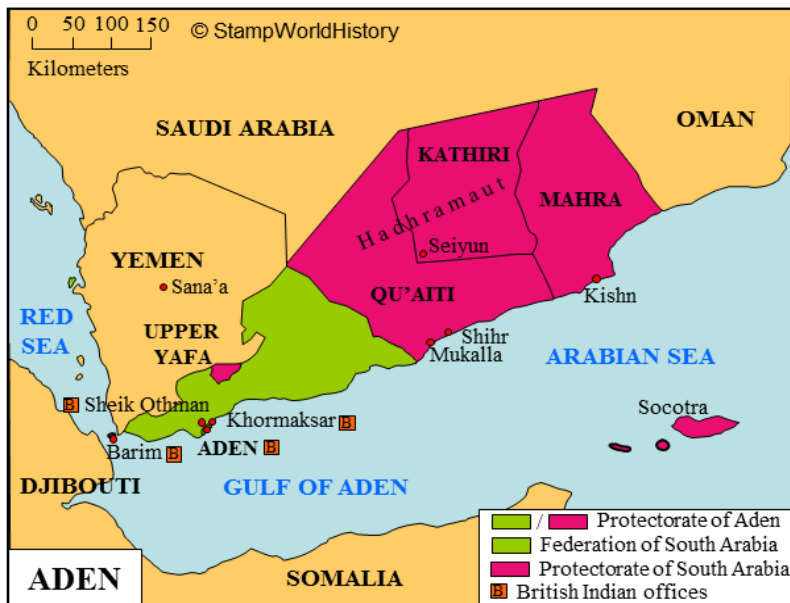 0 50 100 150
Kilometers
© StampWorldHistory
SAUDI ARABIA
OMAN
KATHIRI
MAHRA
Hadhramaut
Seiyun
YEMEN
Sana'a
QU'AITI
Kishn
RED
SEA
UPPER
YAFA
Shihr
Mukalla
ARABIAN SEA
B Sheik Othman
Khormaksar B
Socotra
Barim B
ADEN B
DJIBOUTI
GULF OF ADEN
/ Protectorate of Aden
Federation of South Arabia
Protectorate of South Arabia
B British Indian offices
ADEN
SOMALIA